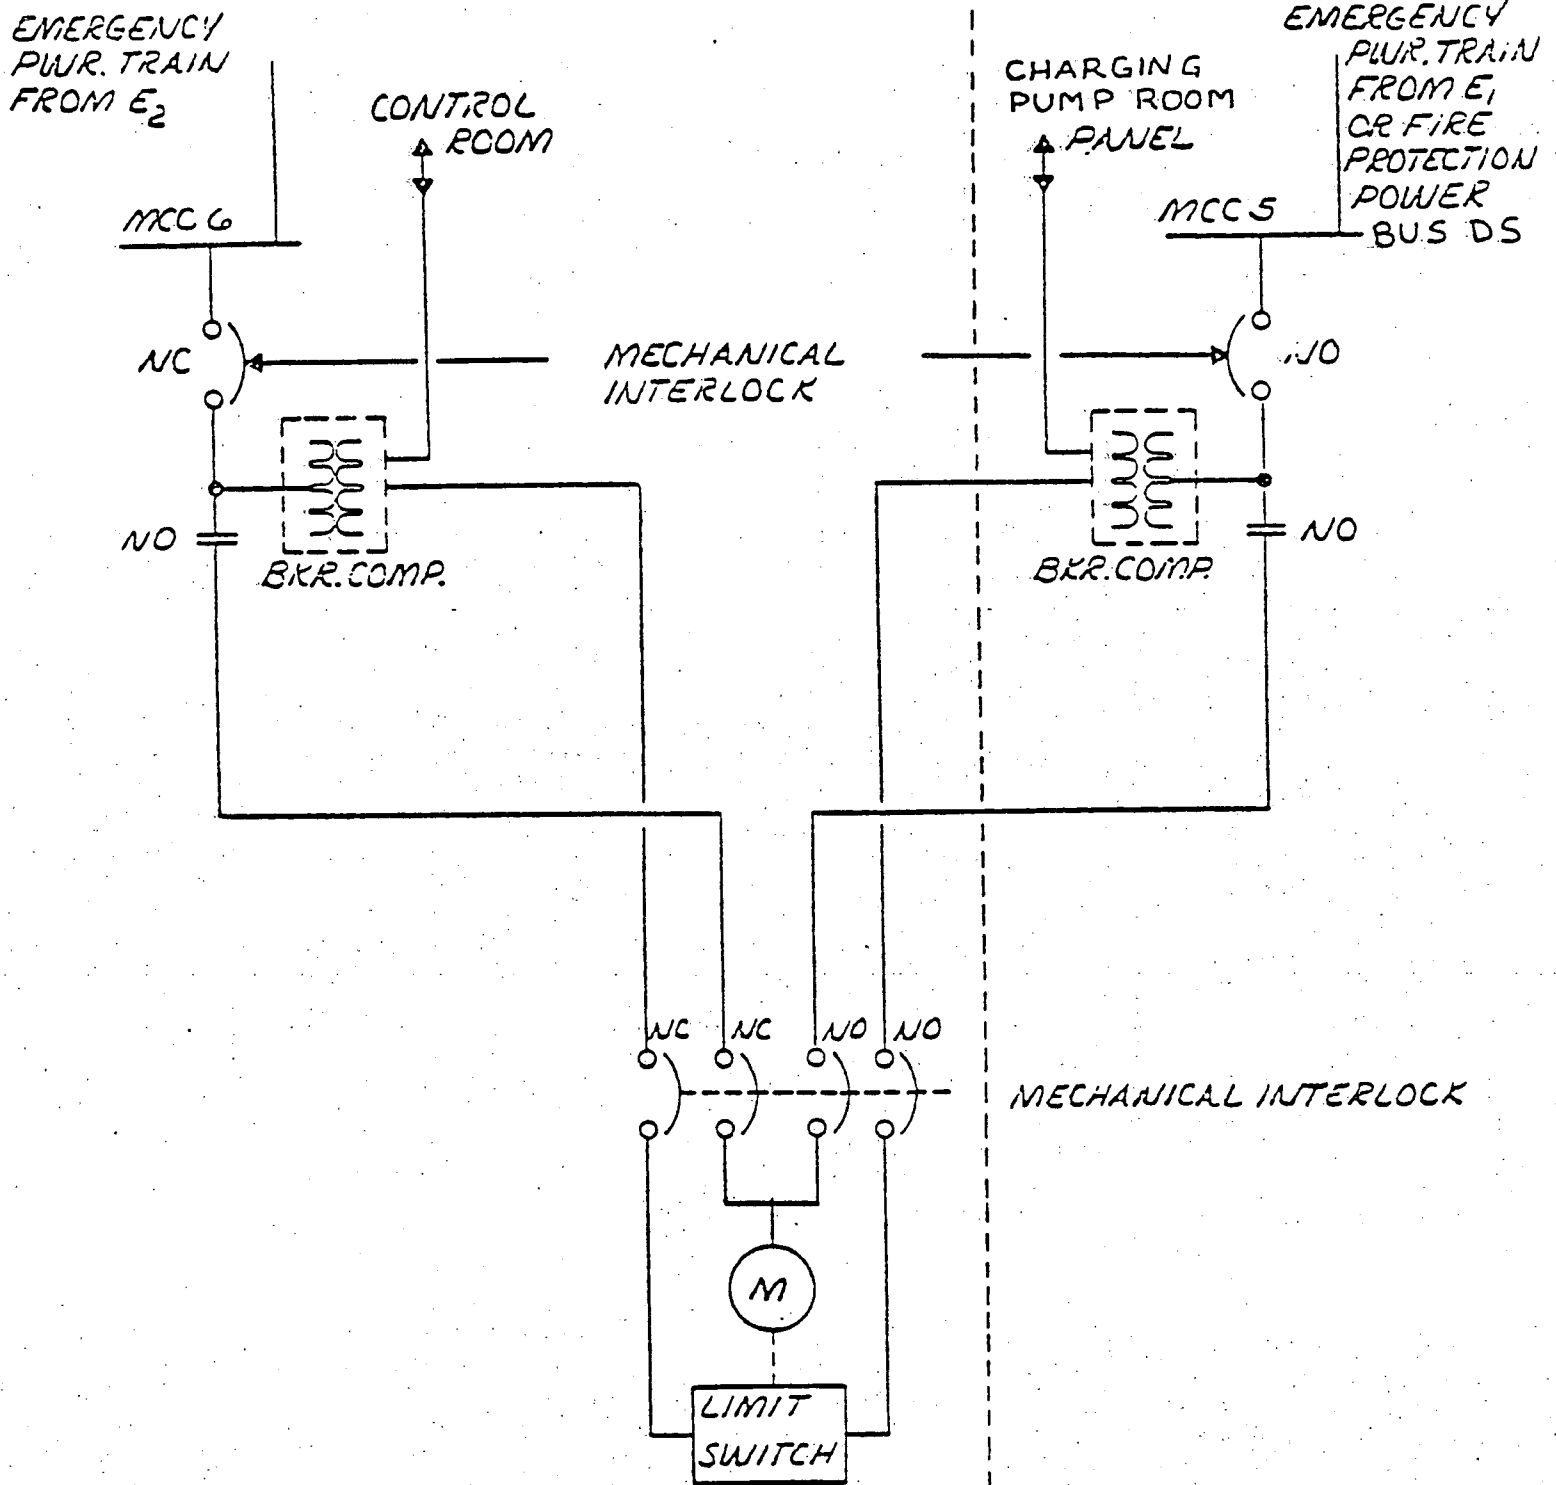 EMERGENCY
PWR. TRAIN
FROM E2
CONTROL
ROOM
CHARGING
PUMP ROOM
PANEL
EMERGENCY
PWR. TRAIN
FROM E1
OR FIRE
PROTECTION
POWER
BUS DS
MCC 6
MCC 5
NC
MECHANICAL
INTERLOCK
NO
NO
BKR. COMP.
BKR. COMP.
NO
NC
NC
NO
NO
MECHANICAL INTERLOCK
M
LIMIT
SWITCH